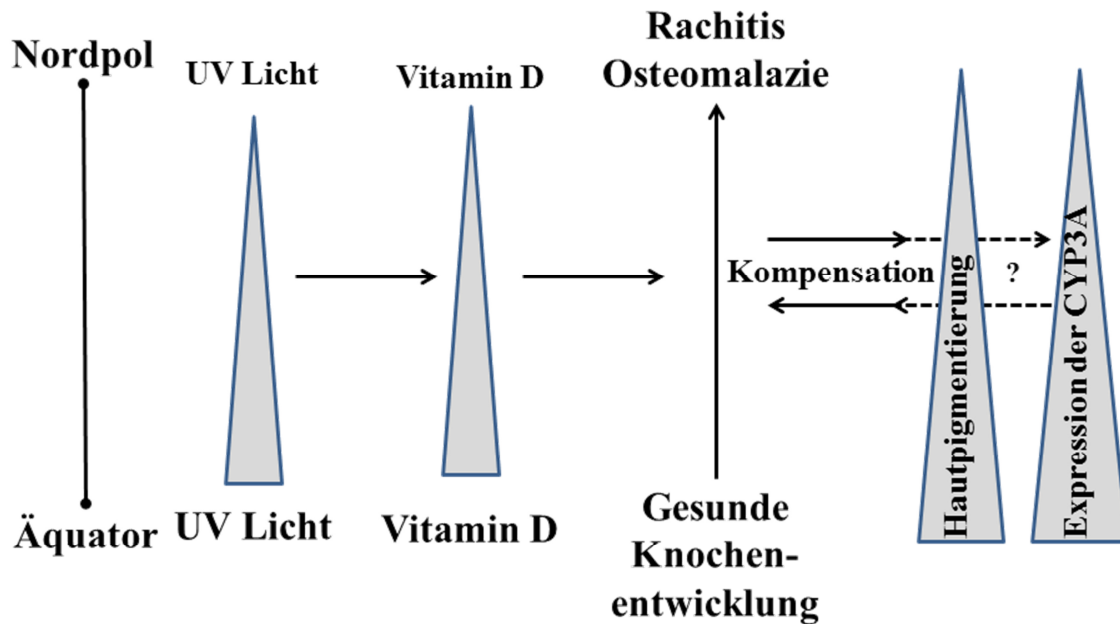 Nordpol
UV Licht
Vitamin D
Rachitis
Osteomalazie
Kompensation
?
Hautpigmentierung
Expression der CYP3A
Äquator
UV Licht
Vitamin D
Gesunde
Knochen-
entwicklung